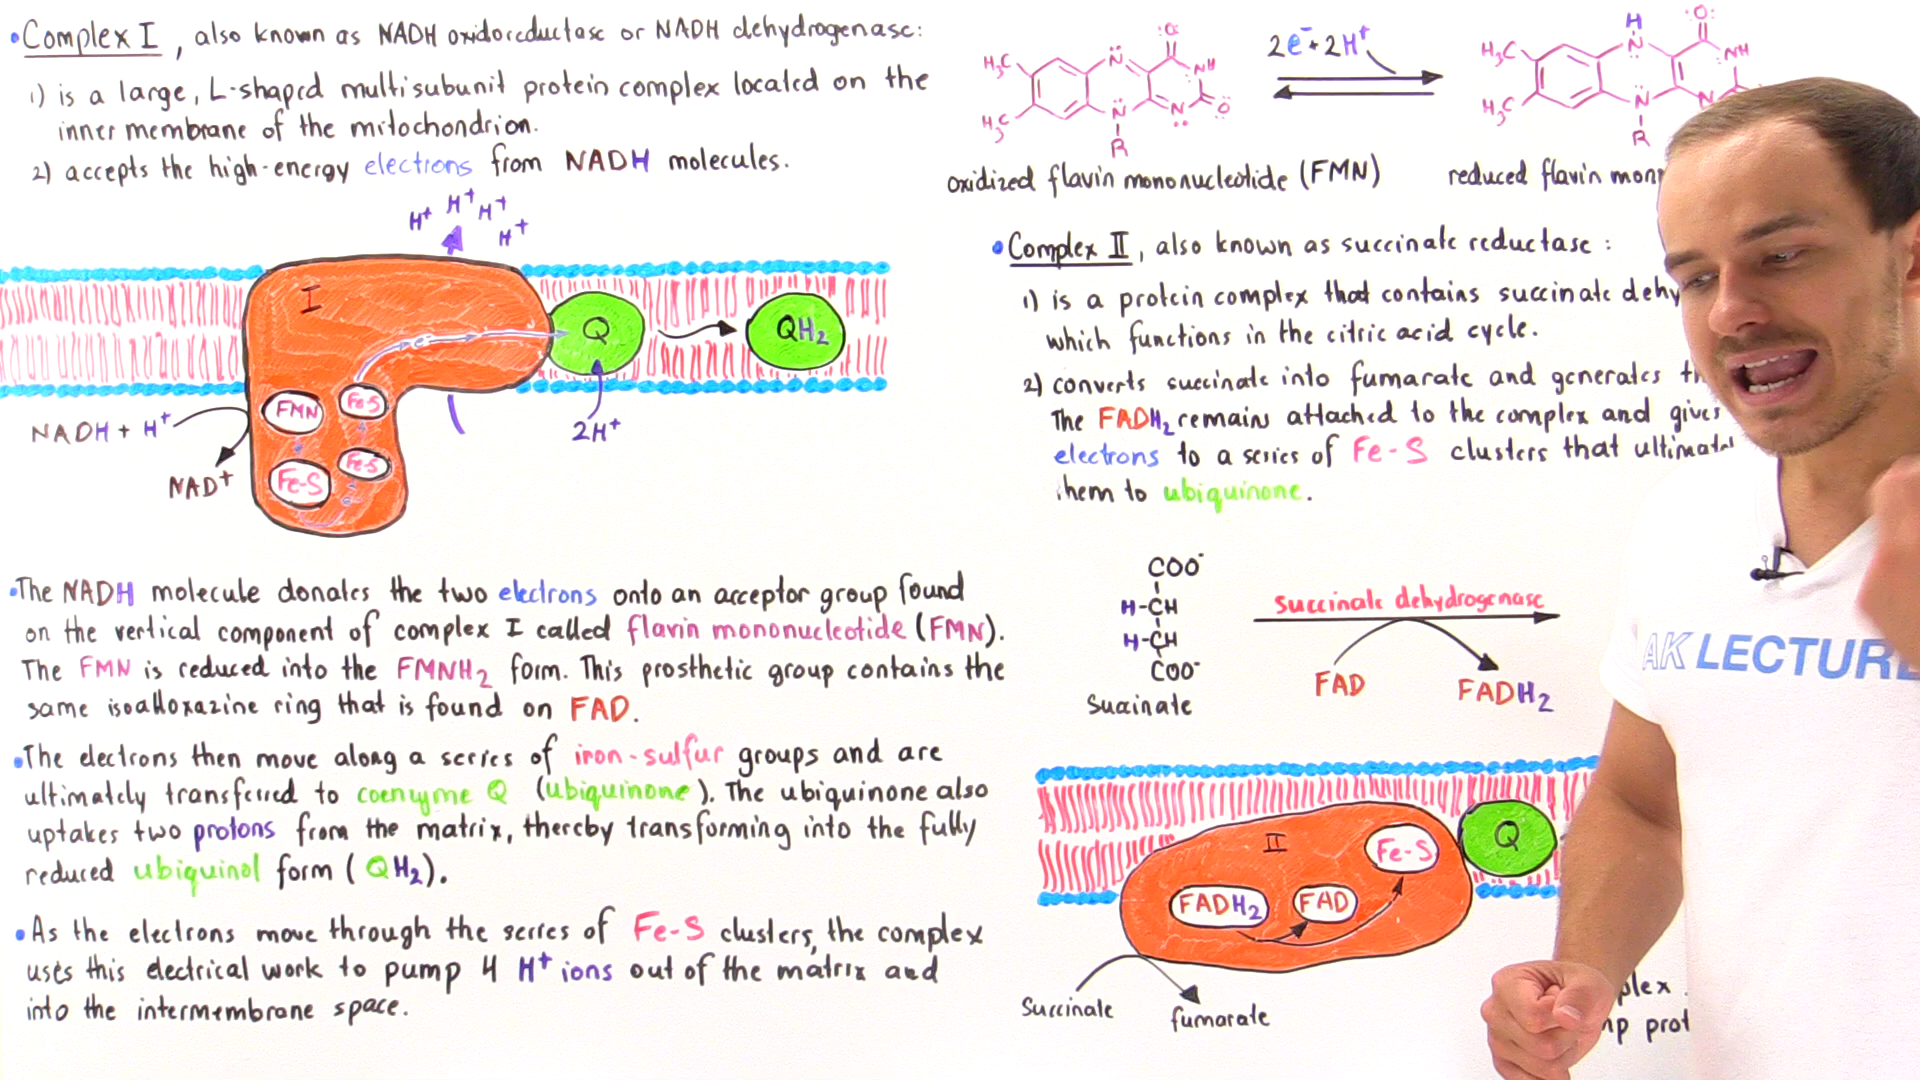 •Complex I, also known as NADH oxidoreductase or NADH dehydrogenase:
1) is a large, L-shaped multisubunit protein complex located on the
inner membrane of the mitochondrion.
2) accepts the high-energy electrons from NADH molecules.
H⁺ H⁺ H⁺ H⁺
I
Q
QH₂
e⁻
FMN
Fe-S
Fe-S
Fe-S
NADH + H⁺
NAD⁺
2H⁺
•The NADH molecule donates the two electrons onto an acceptor group found
on the vertical component of complex I called flavin mononucleotide (FMN).
The FMN is reduced into the FMNH₂ form. This prosthetic group contains the
same isoalloxazine ring that is found on FAD.
•The electrons then move along a series of iron-sulfur groups and are
ultimately transferred to coenzyme Q (ubiquinone). The ubiquinone also
uptakes two protons from the matrix, thereby transforming into the fully
reduced ubiquinol form (QH₂).
•As the electrons move through the series of Fe-S clusters, the complex
uses this electrical work to pump 4 H⁺ ions out of the matrix and
into the intermembrane space.
H₃C
H₃C
N
N
R
O
NH
N
O
2e⁻+2H⁺
H₃C
H₃C
H
N
N
R
O
NH
N
oxidized flavin mononucleotide (FMN)
reduced flavin
•Complex II, also known as succinate reductase:
1) is a protein complex that contains succinate
which functions in the citric acid cycle.
2) converts succinate into fumarate and generates
The FADH₂ remains attached to the complex and gives
electrons to a series of Fe-S clusters that
them to ubiquinone.
COO⁻
H-CH
H-CH
COO⁻
Succinate
succinate dehydrogenase
FAD
FADH₂
II
Fe-S
Q
FADH₂
FAD
Succinate
fumarate
AK LECTURE